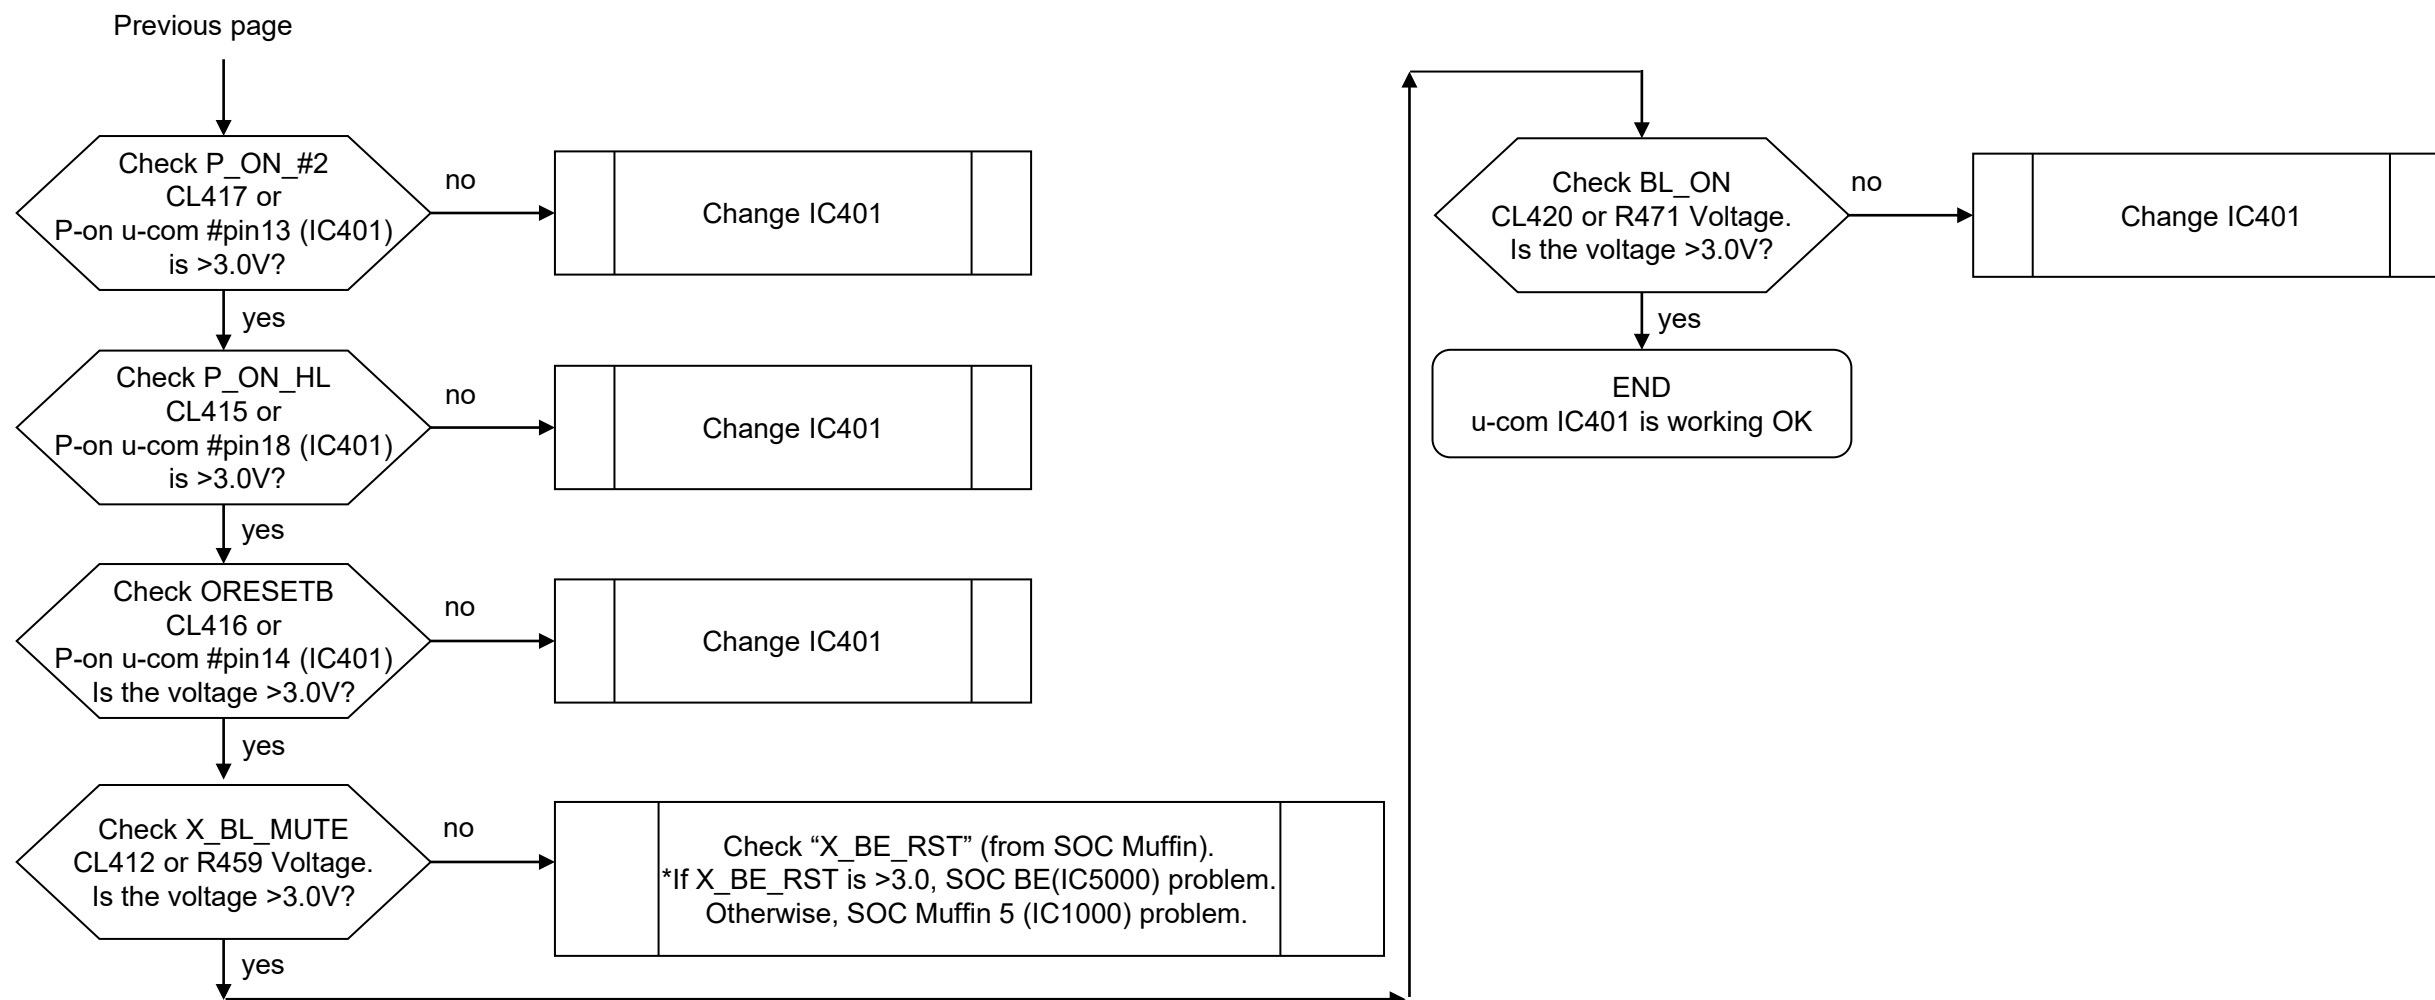 Previous page
Check P_ON_#2
CL417 or
P-on u-com #pin13 (IC401)
is >3.0V?
no
Change IC401
yes
Check P_ON_HL
CL415 or
P-on u-com #pin18 (IC401)
is >3.0V?
no
Change IC401
yes
Check ORESETB
CL416 or
P-on u-com #pin14 (IC401)
Is the voltage >3.0V?
no
Change IC401
yes
Check X_BL_MUTE
CL412 or R459 Voltage.
Is the voltage >3.0V?
no
Check “X_BE_RST” (from SOC Muffin).
*If X_BE_RST is >3.0, SOC BE(IC5000) problem.
Otherwise, SOC Muffin 5 (IC1000) problem.
yes
Check BL_ON
CL420 or R471 Voltage.
Is the voltage >3.0V?
no
Change IC401
yes
END
u-com IC401 is working OK